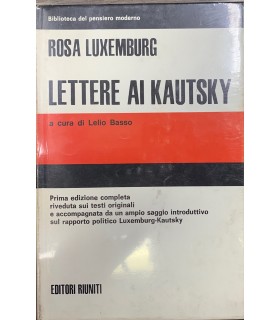 Biblioteca del pensiero moderno
ROSA LUXEMBURG
LETTERE AI KAUTSKY
a cura di Lelio Basso
Prima edizione completa
riveduta sui testi originali
e accompagnata da un ampio saggio introduttivo
sul rapporto politico Luxemburg-Kautsky
EDITORI RIUNITI